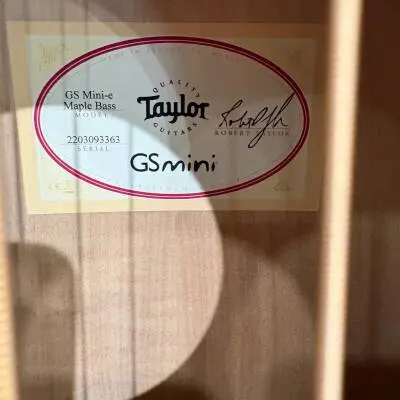 GS Mini-e
Maple Bass
MODEL
2203093363
SERIAL
QUALITY
Taylor
GUITARS
ROBERT TAYLOR
GSmini